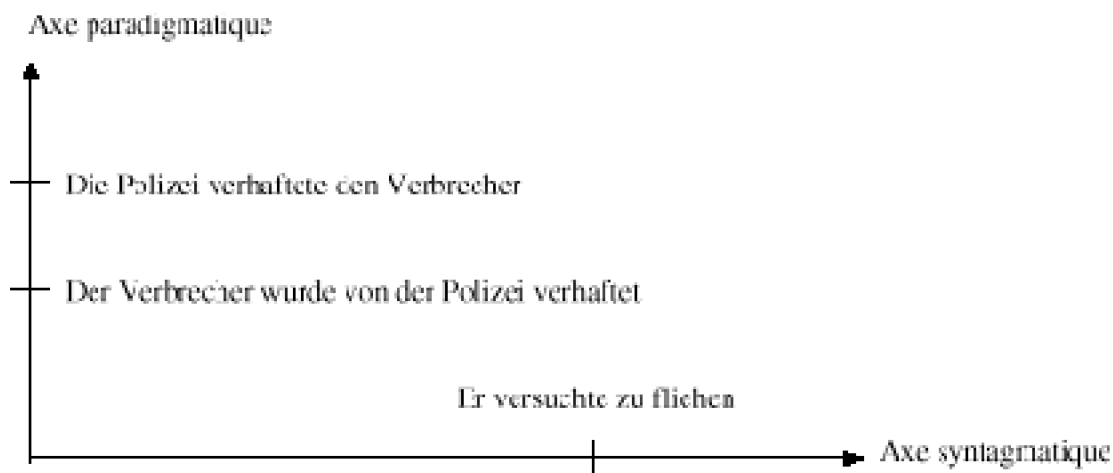 Axe paradigmatique
Die Polizei verhaftete den Verbrecher
Der Verbrecher wurde von der Polizei verhaftet
Er versuchte zu fliehen
Axe syntagmatique